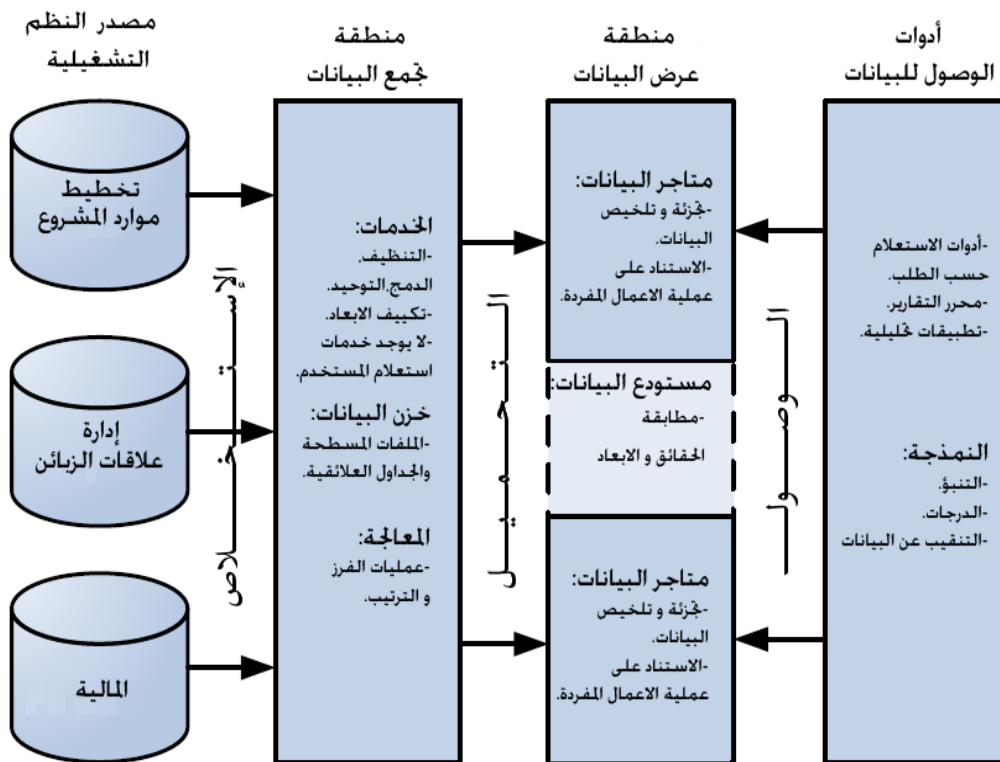 مصدر النظم
التشغيلية
منطقة
تجمع البيانات
منطقة
عرض البيانات
أدوات
الوصول للبيانات
تخطيط
موارد المشروع
إدارة
علاقات الزبائن
المالية
الإستخلاص
الخدمات:
-التنظيف,
الدمج,التوحيد.
-تكييف الابعاد.
-لا يوجد خدمات
استعلام المستخدم.
خزن البيانات:
-الملفات المسطحة
والجداول العلائقية.
المعالجة:
-عمليات الفرز
و الترتيب.
التحميل
متاجر البيانات:
-تجزئة و تلخيص
البيانات.
-الاستناد على
عملية الاعمال المفردة.
مستودع البيانات:
-مطابقة
الحقائق و الابعاد
متاجر البيانات:
-تجزئة و تلخيص
البيانات.
-الاستناد على
عملية الاعمال المفردة.
الوصول
-أدوات الاستعلام
حسب الطلب.
-محرر التقارير.
-تطبيقات تحليلية.
النمذجة:
-التنبؤ.
-الدرجات.
-التنقيب عن البيانات